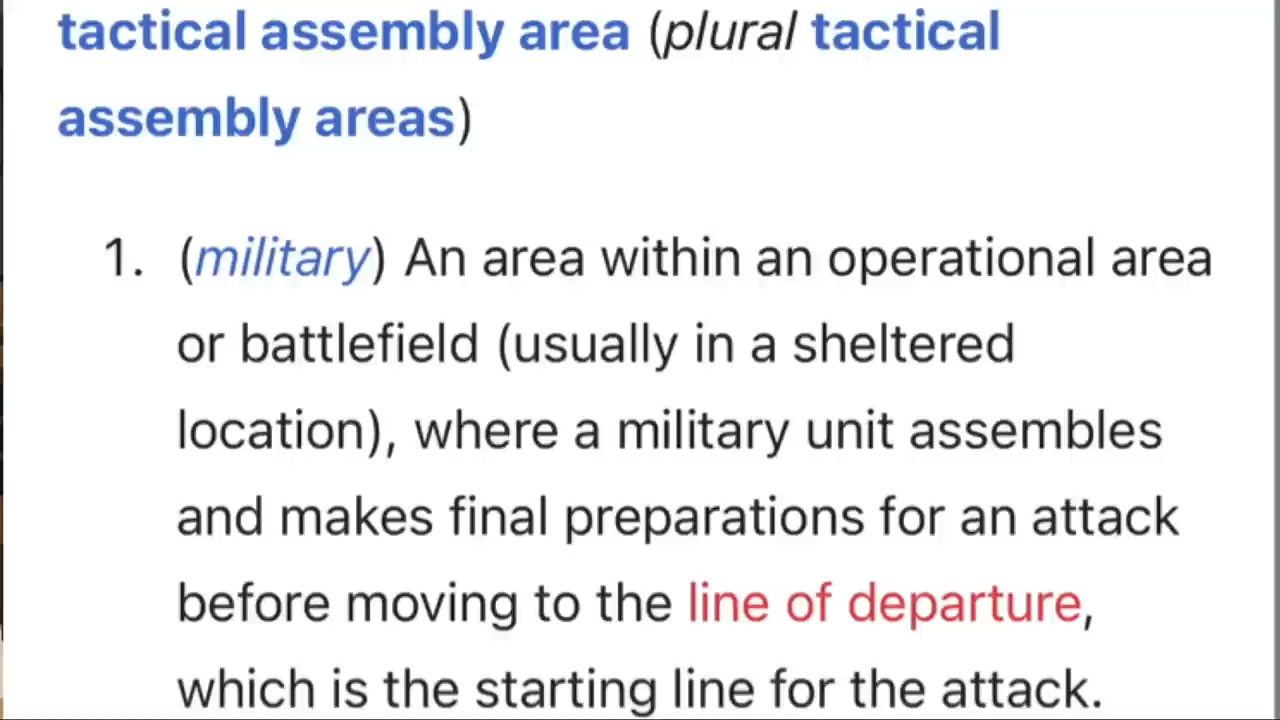 tactical assembly area (plural tactical
assembly areas)
1. (military) An area within an operational area
or battlefield (usually in a sheltered
location), where a military unit assembles
and makes final preparations for an attack
before moving to the line of departure,
which is the starting line for the attack.